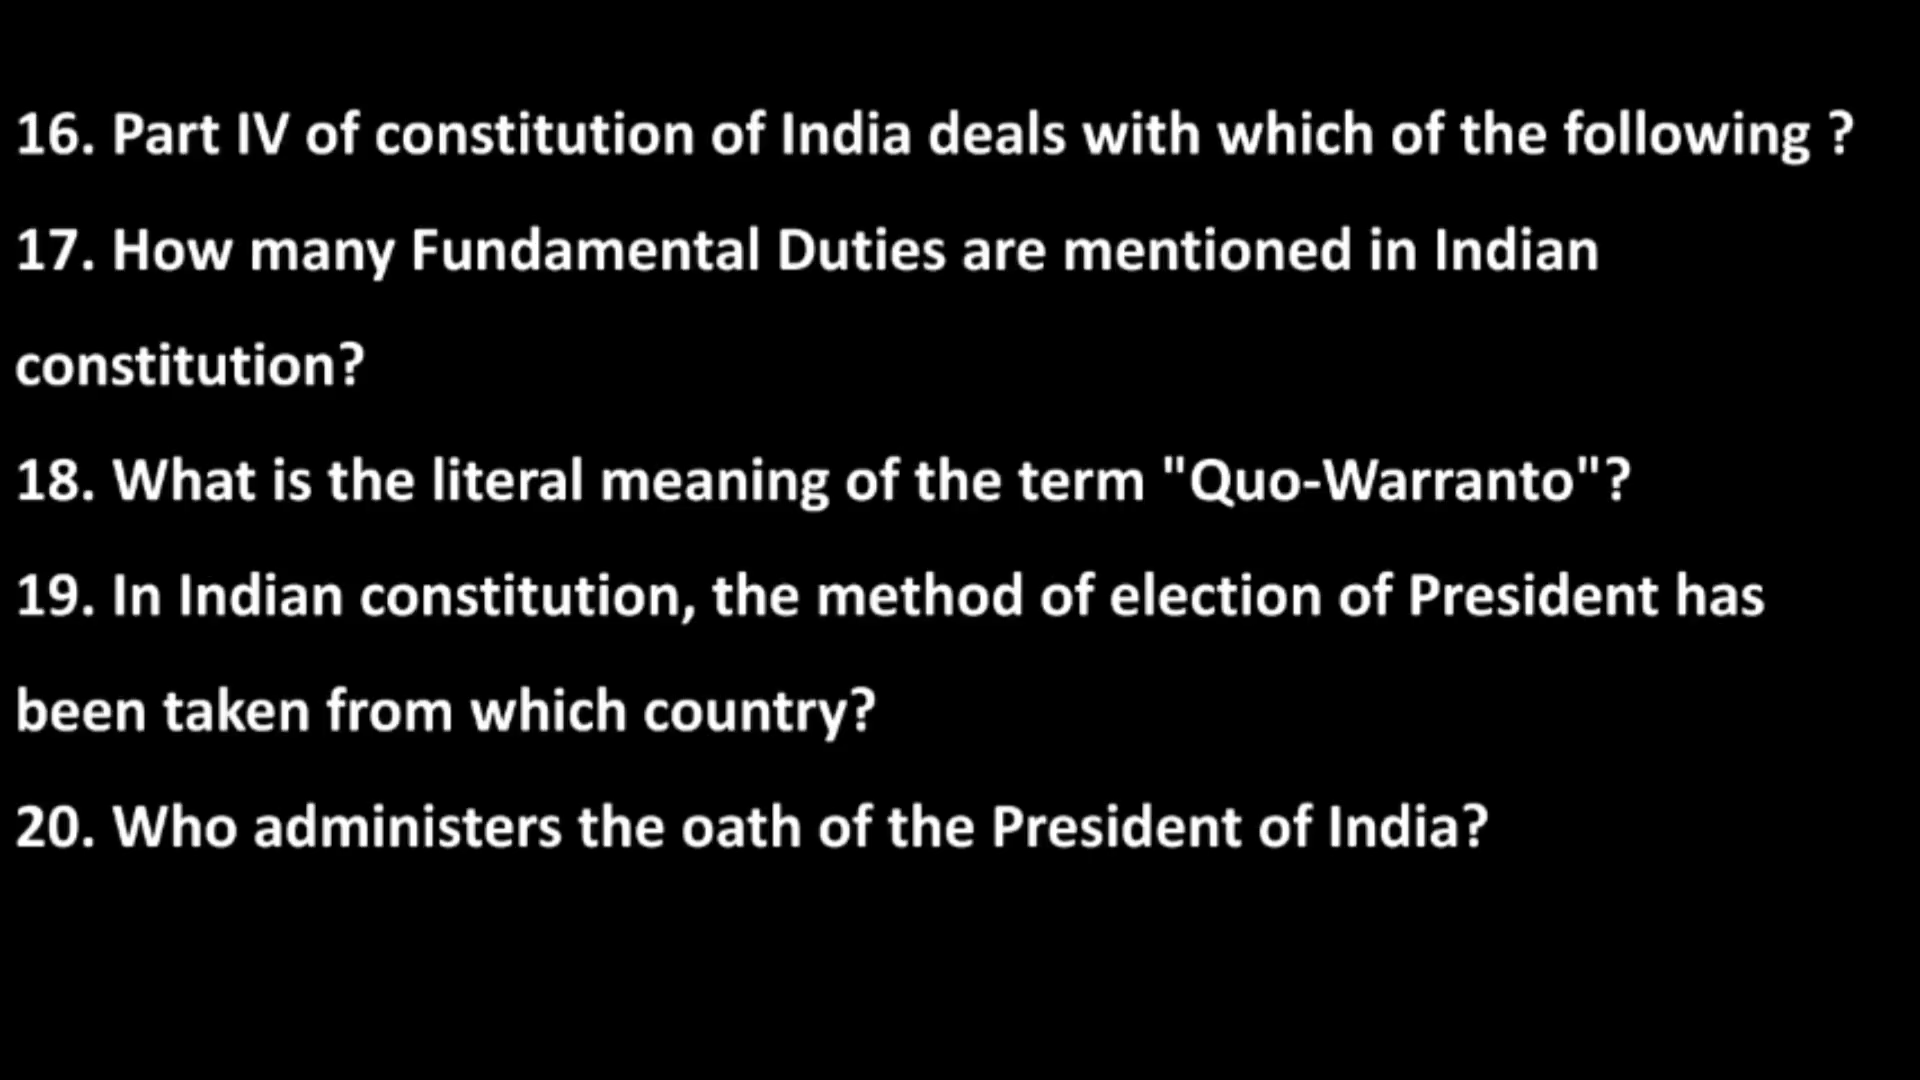 16. Part IV of constitution of India deals with which of the following ?
17. How many Fundamental Duties are mentioned in Indian
constitution?
18. What is the literal meaning of the term "Quo-Warranto"?
19. In Indian constitution, the method of election of President has
been taken from which country?
20. Who administers the oath of the President of India?